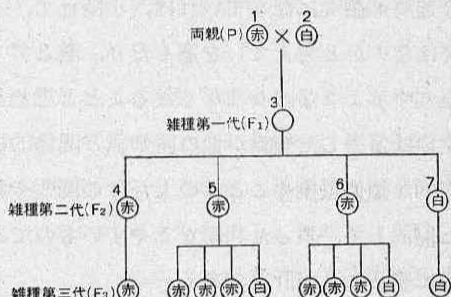 1 2
両親(P) 赤 × 白
3
雑種第一代(F₁)
4 5 6 7
雑種第二代(F₂) 赤 赤 赤 白
雑種第三代(F₃) 赤 赤 赤 赤 白 赤 赤 赤 白 白